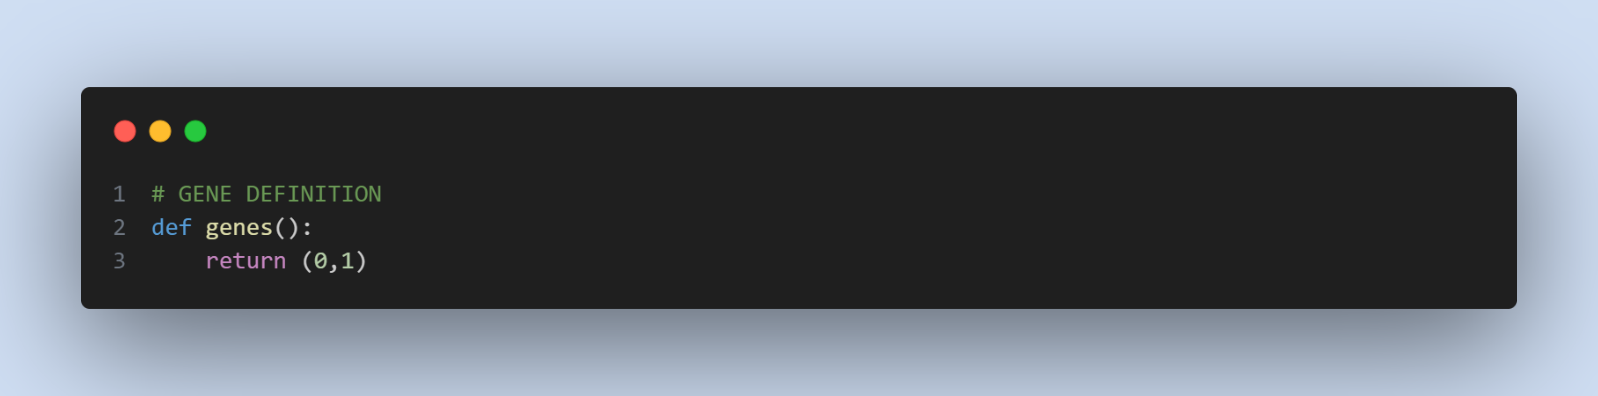 1 # GENE DEFINITION
2 def genes():
3     return (0,1)